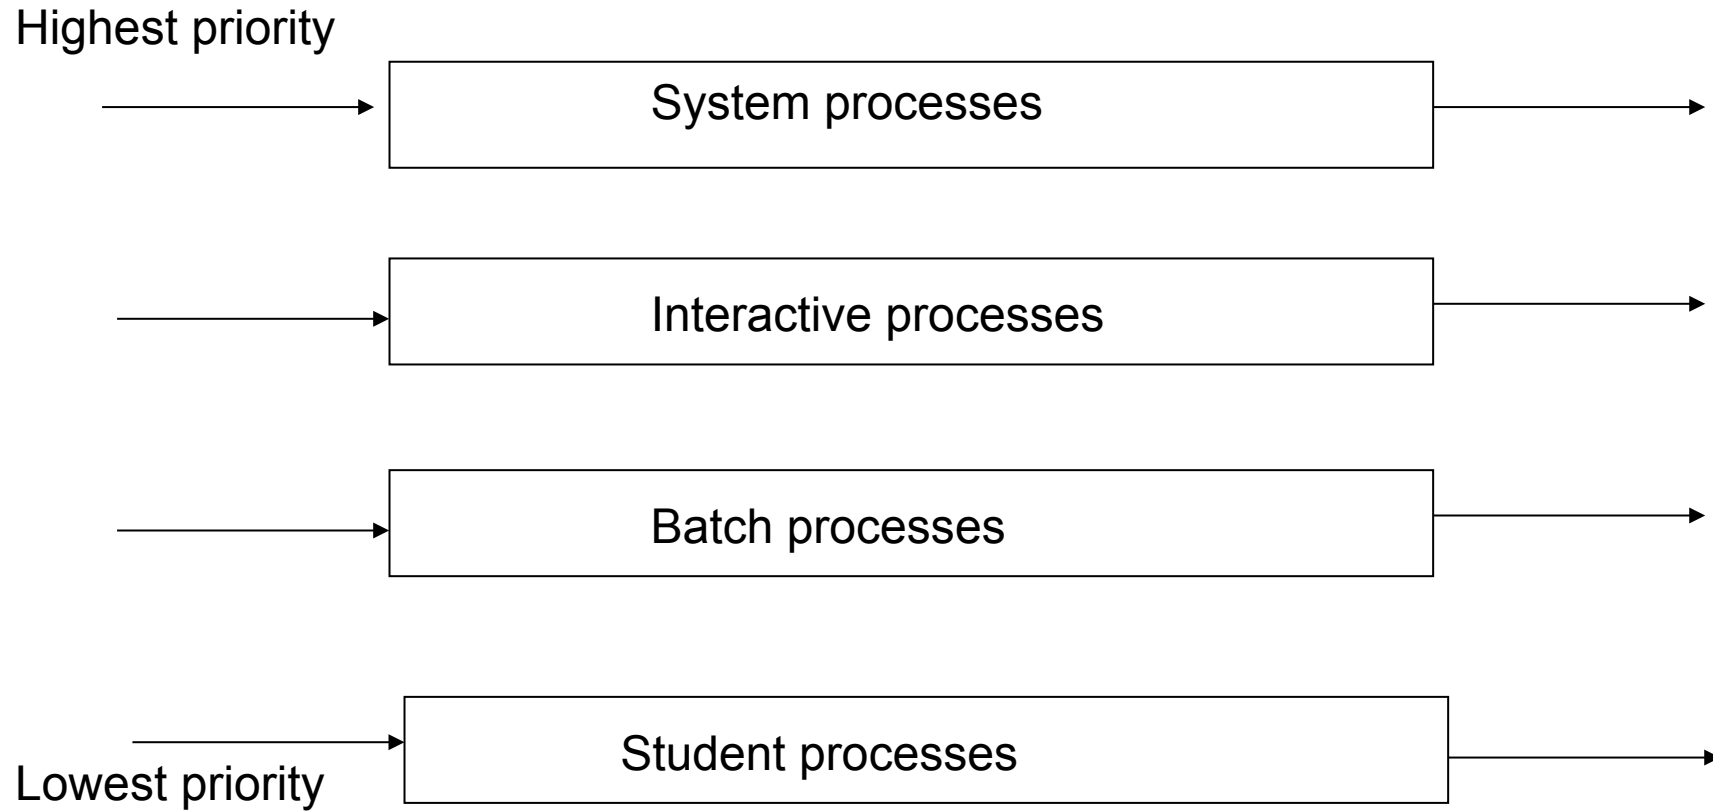 Highest priority
System processes
Interactive processes
Batch processes
Student processes
Lowest priority